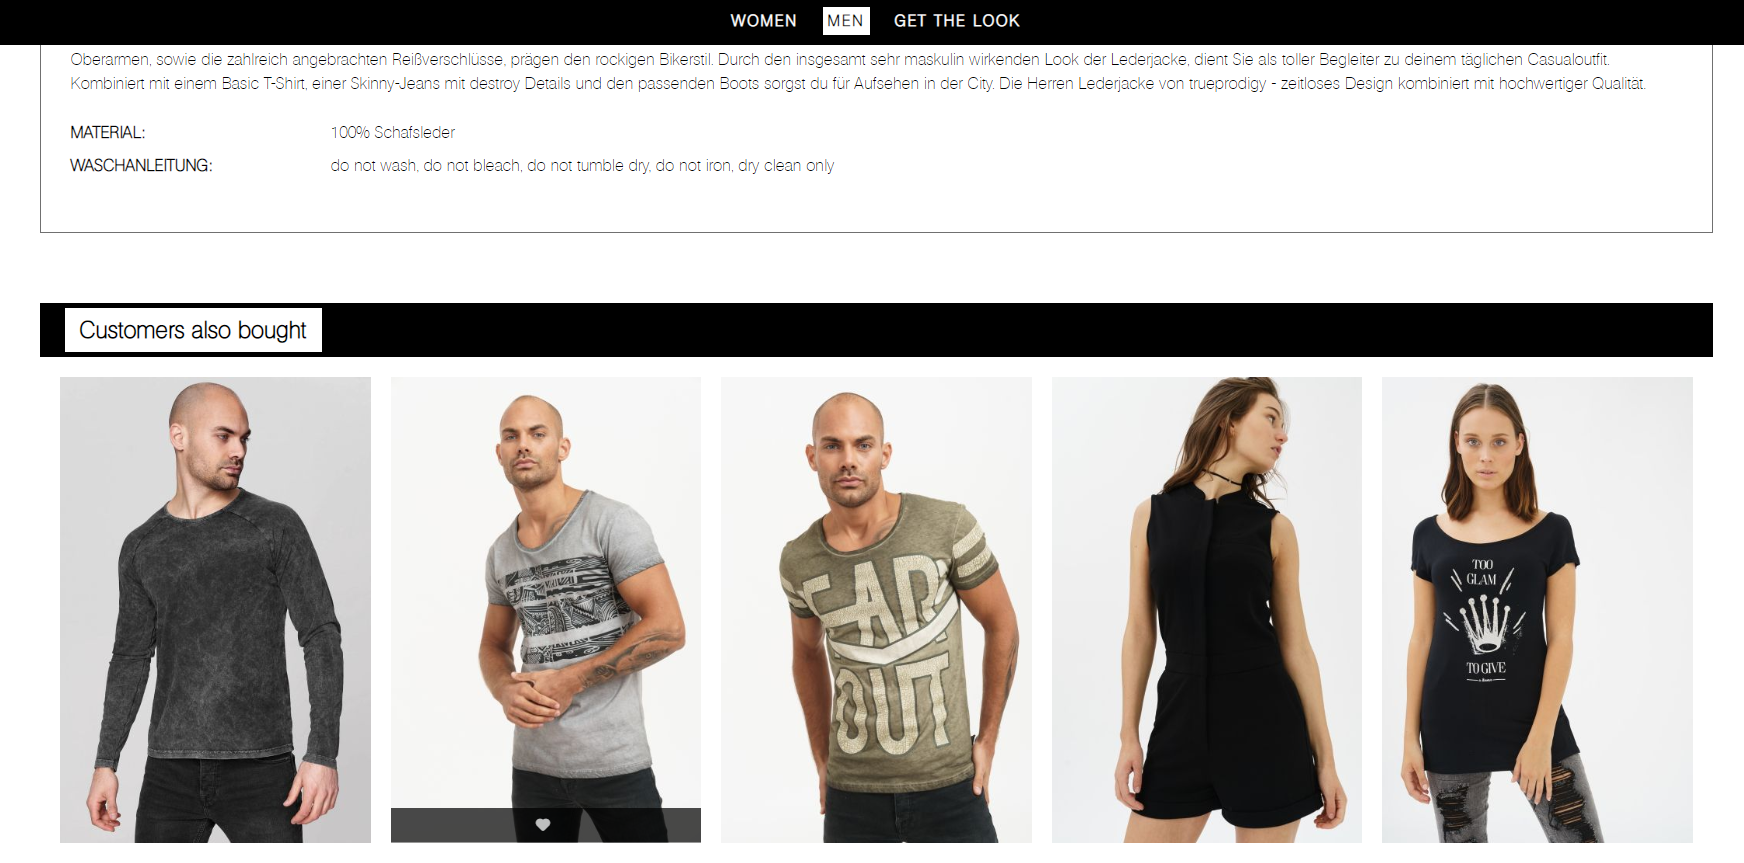 WOMEN MEN GET THE LOOK
Oberarmen, sowie die zahlreich angebrachten Reißverschlüsse, prägen den rockigen Bikerstil. Durch den insgesamt sehr maskulin wirkenden Look der Lederjacke, dient Sie als toller Begleiter zu deinem täglichen Casualoutfit.
Kombiniert mit einem Basic T-Shirt, einer Skinny-Jeans mit destroy Details und den passenden Boots sorgst du für Aufsehen in der City. Die Herren Lederjacke von trueprodigy - zeitloses Design kombiniert mit hochwertiger Qualität.
MATERIAL: 100% Schafsleder
WASCHANLEITUNG: do not wash, do not bleach, do not tumble dry, do not iron, dry clean only
Customers also bought
OUT
TOO
GLAM
TO GIVE